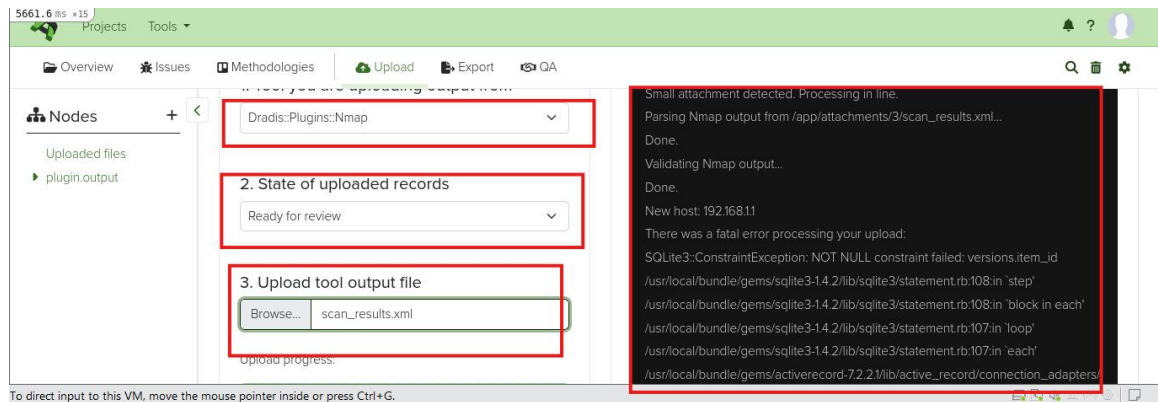 5661.6 ms ×15
Projects Tools
?
Overview Issues Methodologies Upload Export QA
Nodes +
Uploaded files
plugin.output
1. Tool you are uploading output from
Dradis::Plugins::Nmap
2. State of uploaded records
Ready for review
3. Upload tool output file
Browse... scan_results.xml
Upload progress:
Small attachment detected. Processing in line.
Parsing Nmap output from /app/attachments/3/scan_results.xml...
Done.
Validating Nmap output...
Done.
New host: 192.168.1.1
There was a fatal error processing your upload:
SQLite3::ConstraintException: NOT NULL constraint failed: versions.item_id
/usr/local/bundle/gems/sqlite3-1.4.2/lib/sqlite3/statement.rb:108:in `step'
/usr/local/bundle/gems/sqlite3-1.4.2/lib/sqlite3/statement.rb:108:in `block in each'
/usr/local/bundle/gems/sqlite3-1.4.2/lib/sqlite3/statement.rb:107:in `loop'
/usr/local/bundle/gems/sqlite3-1.4.2/lib/sqlite3/statement.rb:107:in `each'
/usr/local/bundle/gems/activerecord-7.2.2.1/lib/active_record/connection_adapters/
To direct input to this VM, move the mouse pointer inside or press Ctrl+G.